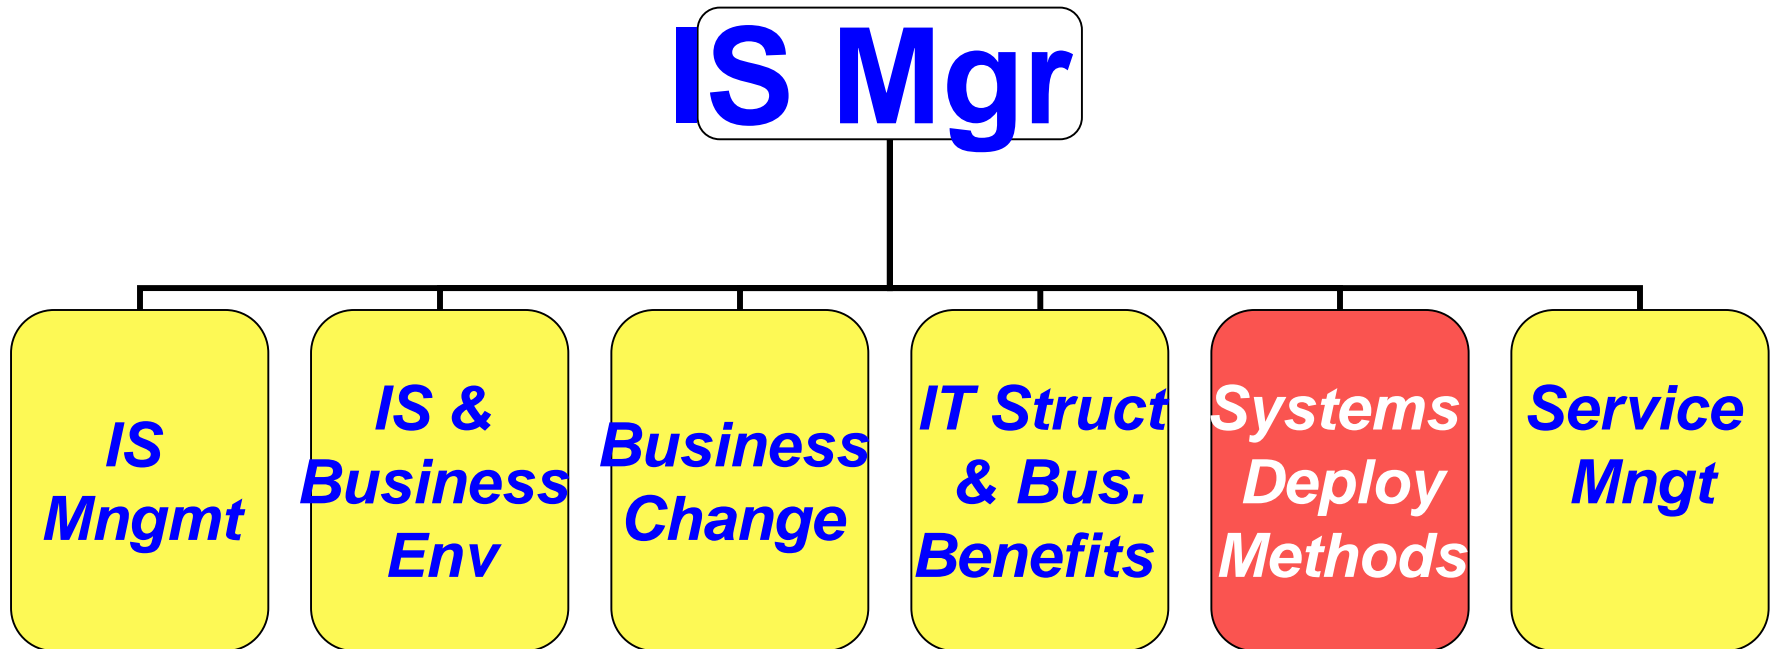 IS Mgr
IS
Mngmt
IS &
Business
Env
Business
Change
IT Struct
& Bus.
Benefits
Systems
Deploy
Methods
Service
Mngt